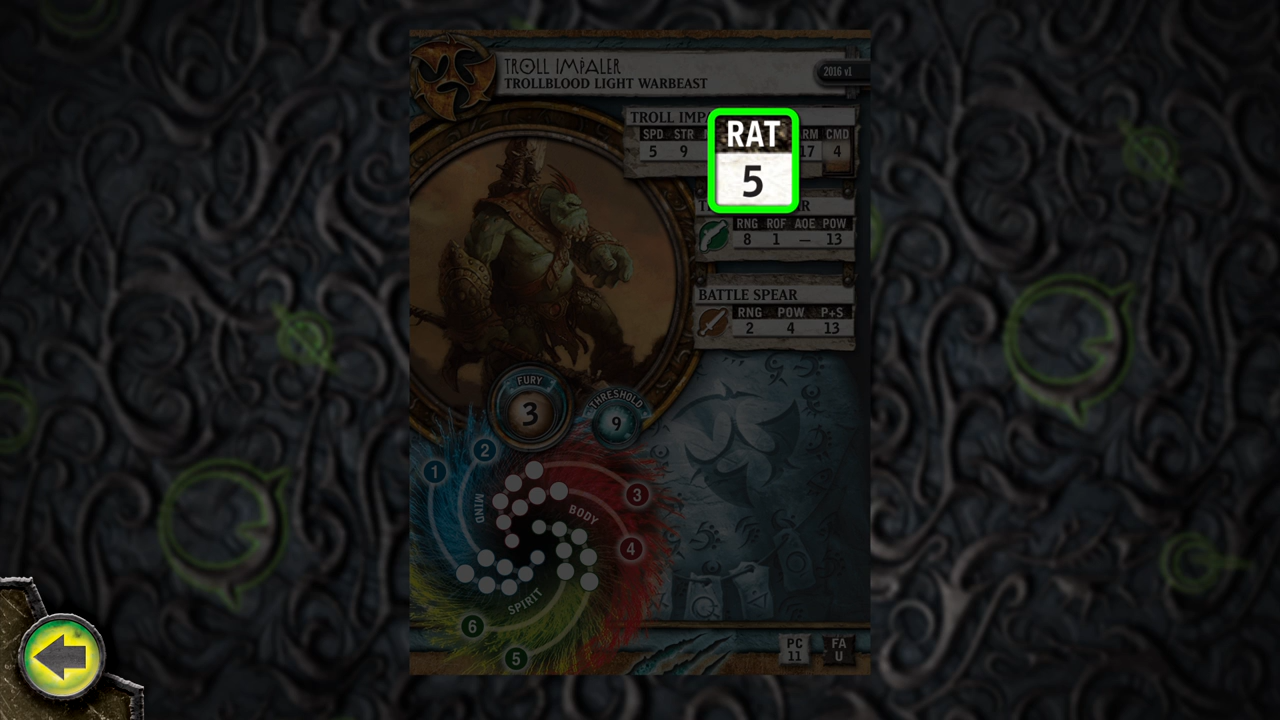 TROLL IMPALER
TROLLBLOOD LIGHT WARBEAST
2016 v1
TROLL IMP
SPD STR RAT RM CMD
5 9 5 17 4
T R
RNG ROF AOE POW
8 1 — 13
BATTLE SPEAR
RNG POW P+S
2 4 13
FURY
3
THRESHOLD
9
1
2
3
4
5
6
MIND
BODY
SPIRIT
PC
11
FA
U